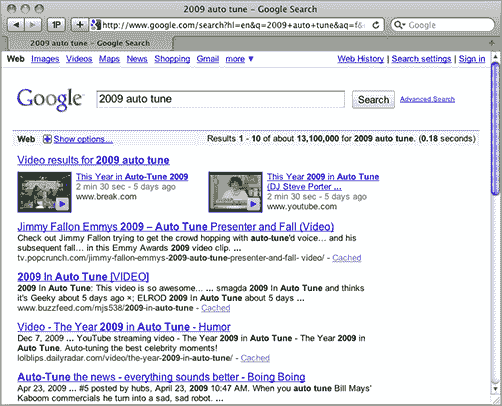 2009 auto tune - Google Search
1P
http://www.google.com/search?hl=en&q=2009+auto+tune&aq=f&
Google
2009 auto tune - Google Search
Web Images Videos Maps News Shopping Gmail more ▼
Web History | Search settings | Sign in
Google
2009 auto tune
Search
Advanced Search
Web
Show options...
Results 1 - 10 of about 13,100,000 for 2009 auto tune. (0.18 seconds)
Video results for 2009 auto tune
This Year in Auto-Tune 2009
2 min 30 sec - 5 days ago
www.break.com
This Year 2009 in Auto Tune
(DJ Steve Porter ...
2 min 30 sec - 5 days ago
www.youtube.com
Jimmy Fallon Emmys 2009 – Auto Tune Presenter and Fall (Video)
Check out Jimmy Fallon trying to get the crowd hopping with auto-tune'd voice… and his
subsequent fall… in this Emmy Awards 2009 video clip. ...
tv.popcrunch.com/jimmy-fallon-emmys-2009-auto-tune-presenter-and-fall- video/ - Cached
2009 In Auto Tune [VIDEO]
2009 In Auto Tune: This video is so awesome... ... smagda 2009 In Auto Tune and thinks
it's Geeky about 5 days ago ×; ELROD 2009 In Auto Tune about 5 days ...
www.buzzfeed.com/mjs538/2009-in-auto-tune - Cached
Video - The Year 2009 in Auto Tune - Humor
Dec 7, 2009 ... YouTube streaming video - The Year 2009 in Auto Tune - The Year 2009 in
Auto Tune. Auto-tuning the best celebrity moments!
lolblips.dailyradar.com/video/the-year-2009-in-auto-tune/ - Cached
Auto-Tune the news - everything sounds better - Boing Boing
Apr 23, 2009 ... #5 posted by hubs, April 23, 2009 10:47 AM. When you auto tune Bill Mays'
Kaboom commercials he turn into a sad, sad robot. ...